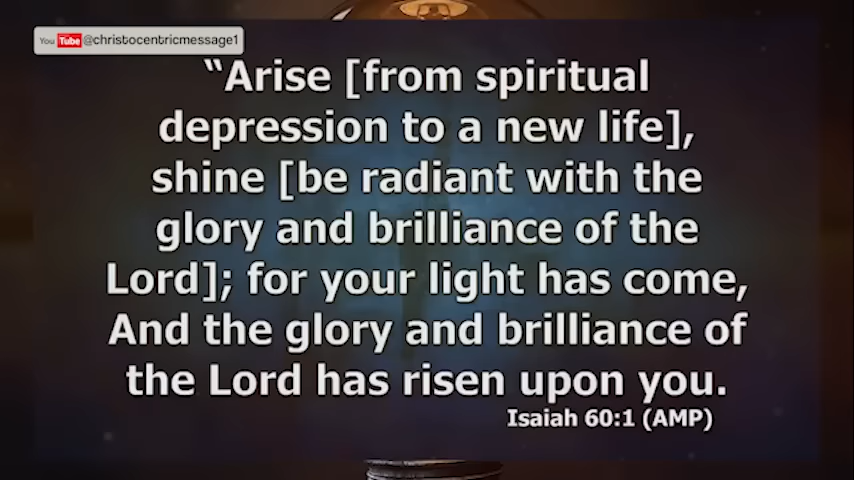 You Tube @christocentricmessage1
“Arise [from spiritual
depression to a new life],
shine [be radiant with the
glory and brilliance of the
Lord]; for your light has come,
And the glory and brilliance of
the Lord has risen upon you.
Isaiah 60:1 (AMP)